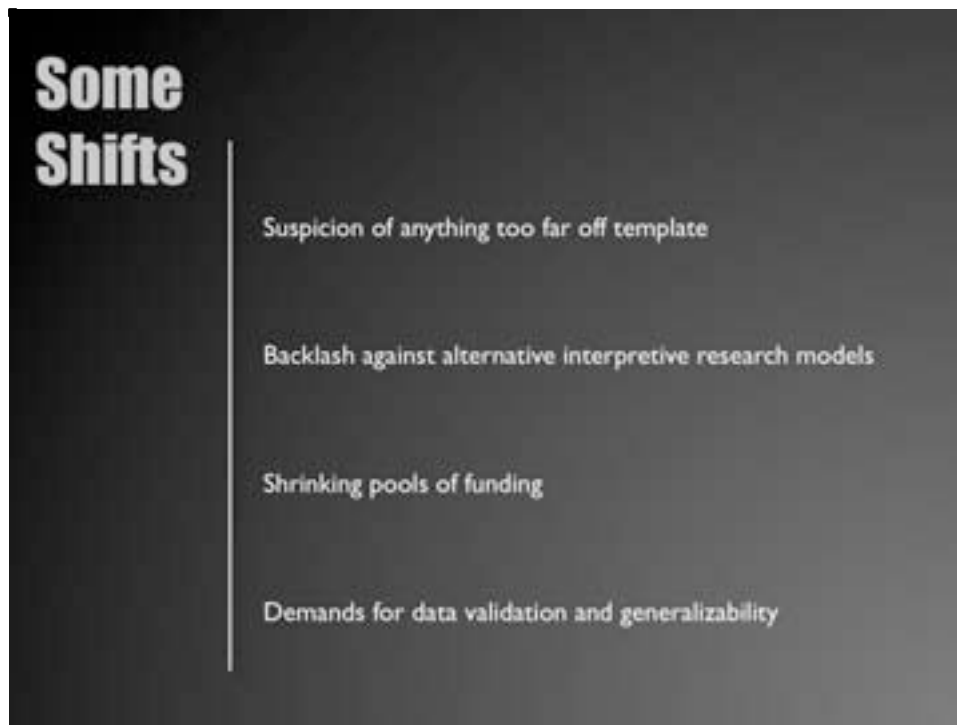 Some
Shifts
Suspicion of anything too far off template
Backlash against alternative interpretive research models
Shrinking pools of funding
Demands for data validation and generalizability